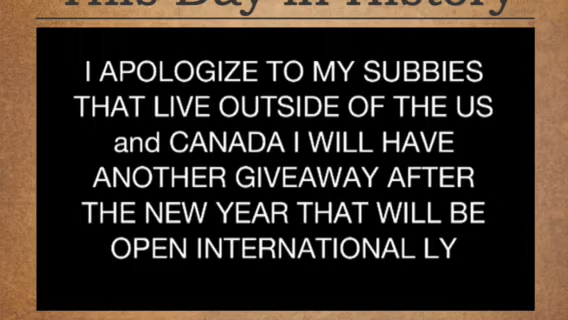 This Day in History
I APOLOGIZE TO MY SUBBIES
THAT LIVE OUTSIDE OF THE US
and CANADA I WILL HAVE
ANOTHER GIVEAWAY AFTER
THE NEW YEAR THAT WILL BE
OPEN INTERNATIONAL LY